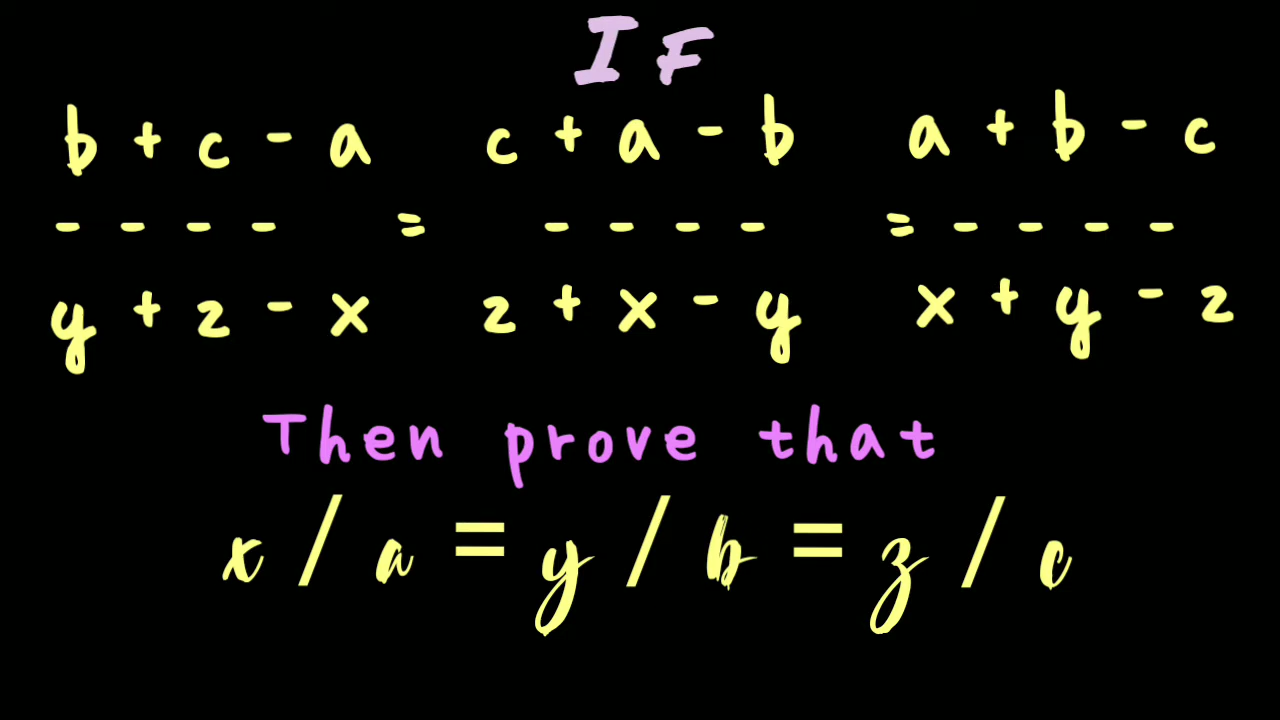 IF
b + c - a c + a - b a + b - c
- - - - = - - - - = - - - -
y + z - x z + x - y x + y - z
Then prove that
x / a = y / b = z / c